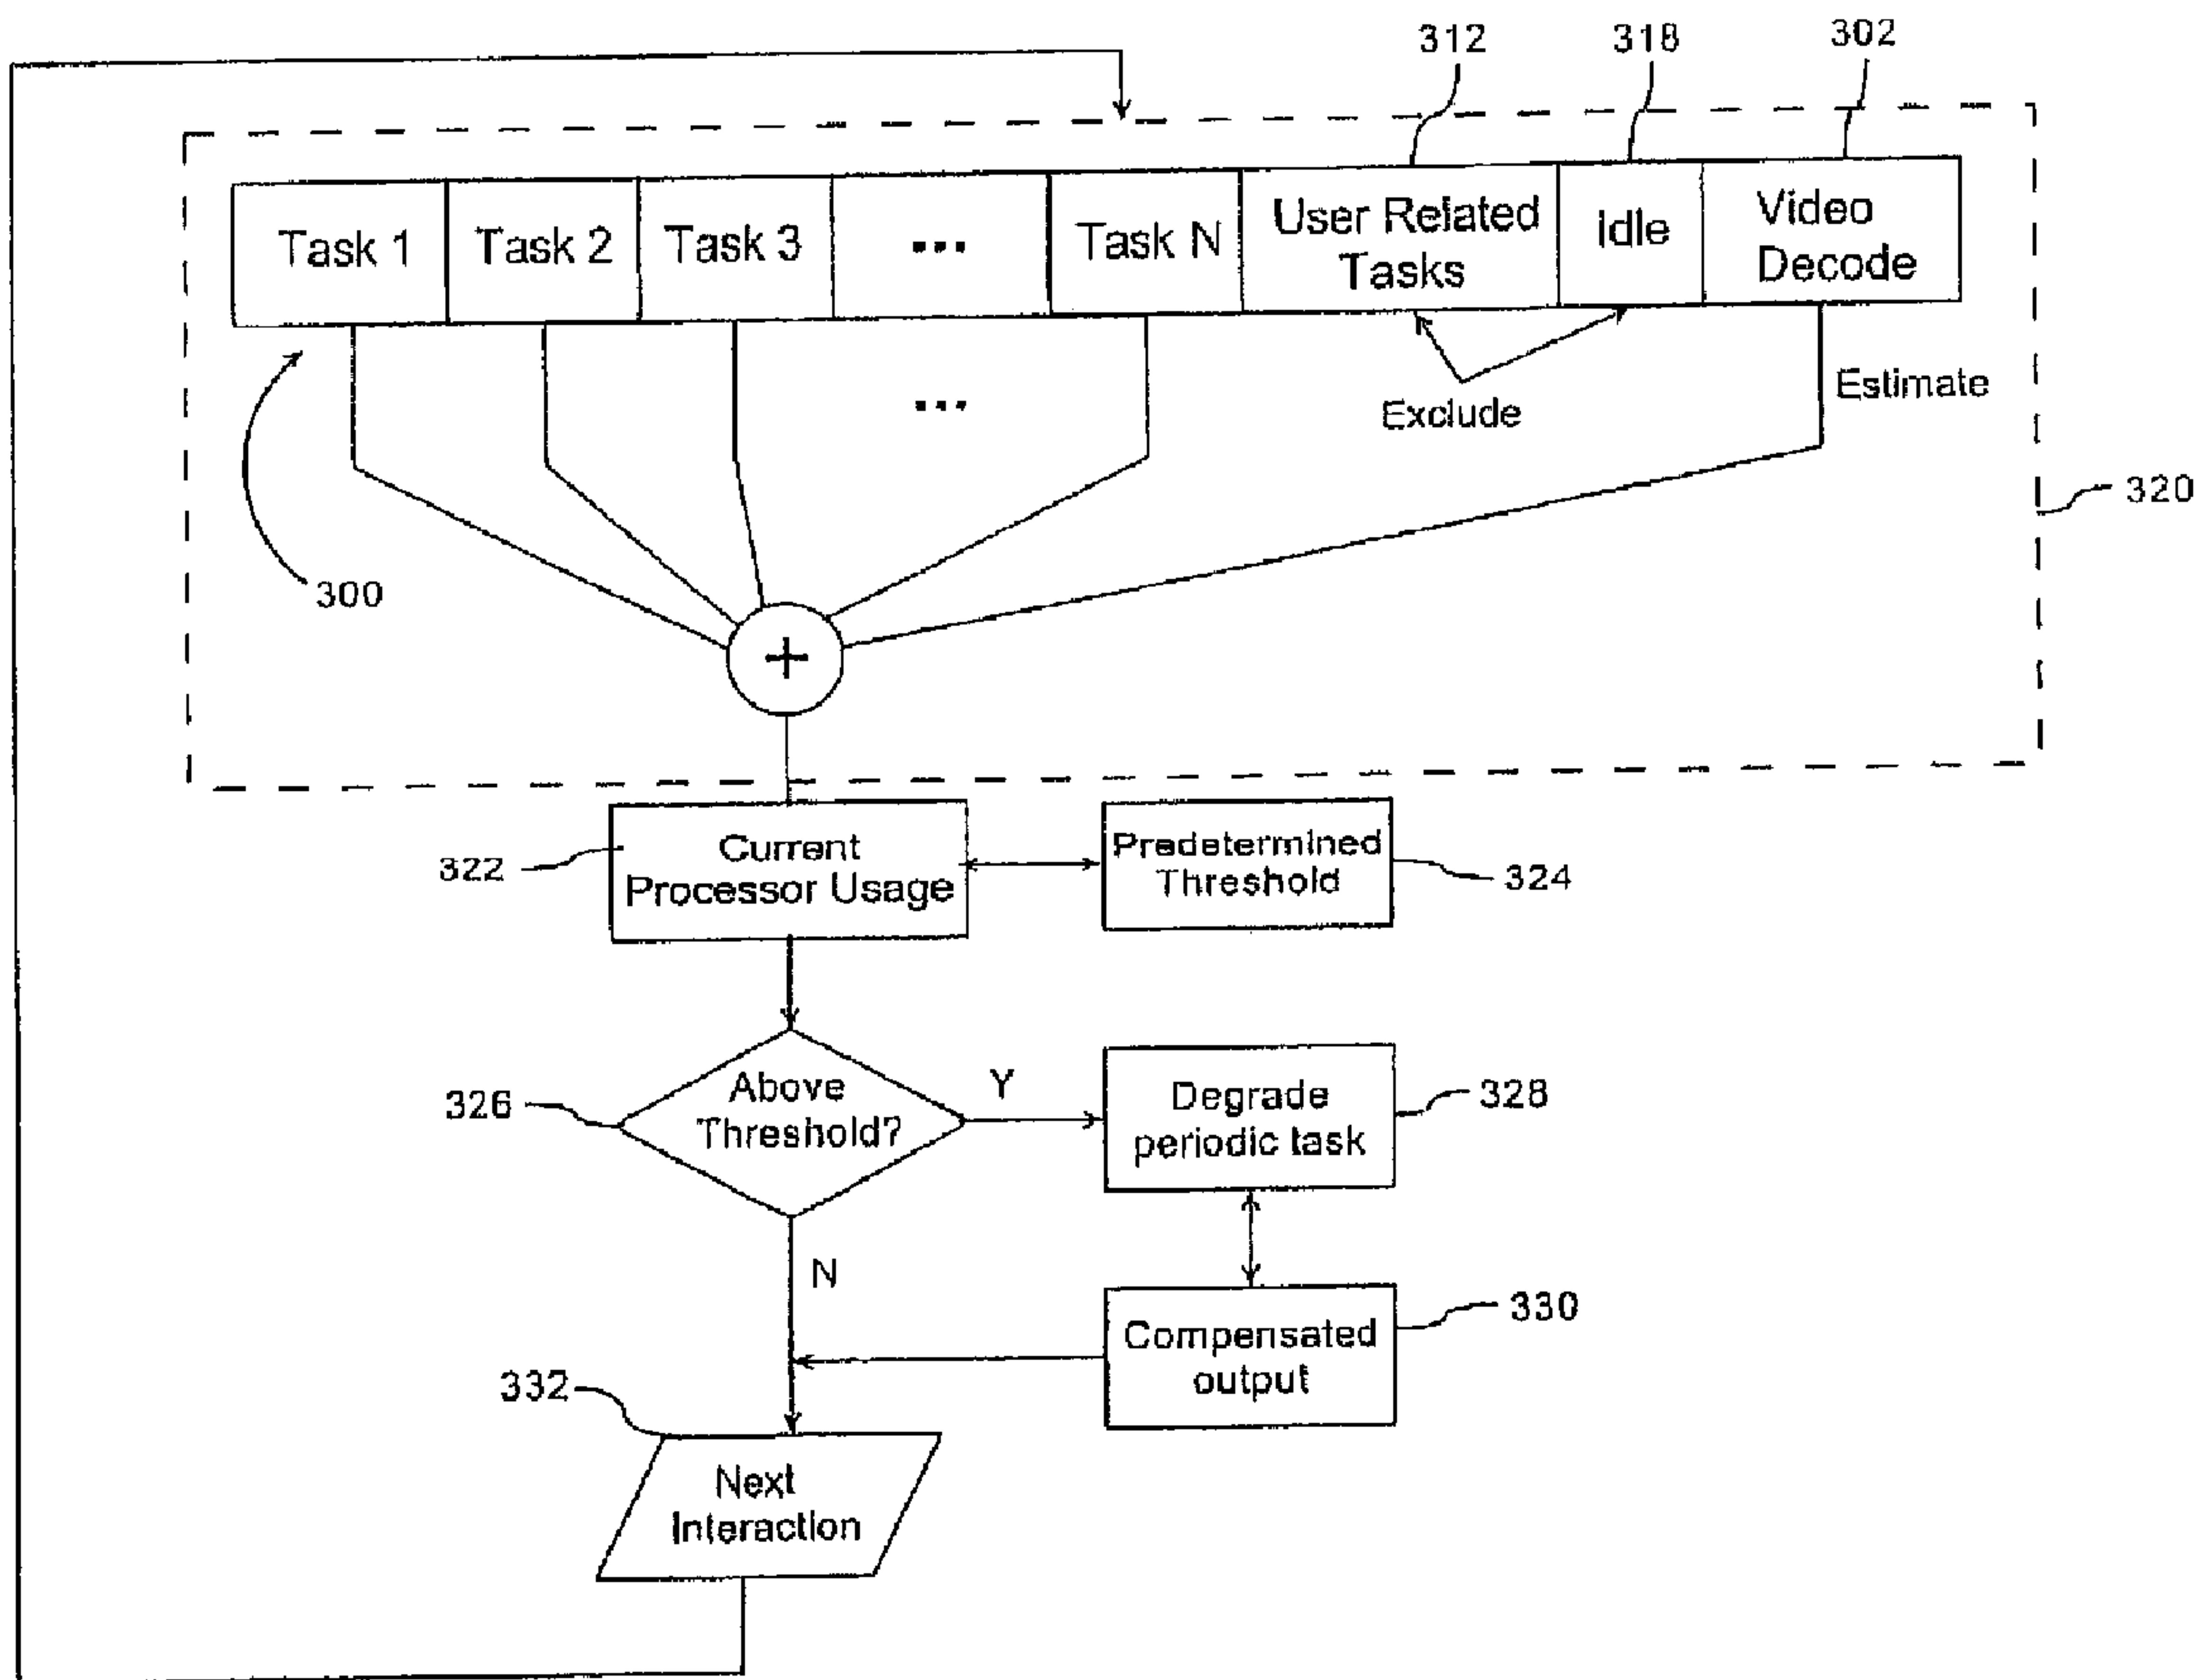 312
318
302
Task 1
Task 2
Task 3
...
Task N
User Related
Tasks
Idle
Video
Decode
Estimate
...
Exclude
320
300
+
322
Current
Processor Usage
Predetermined
Threshold
324
326
Above
Threshold?
Y
Degrade
periodic task
328
N
330
Compensated
output
332
Next
Interaction